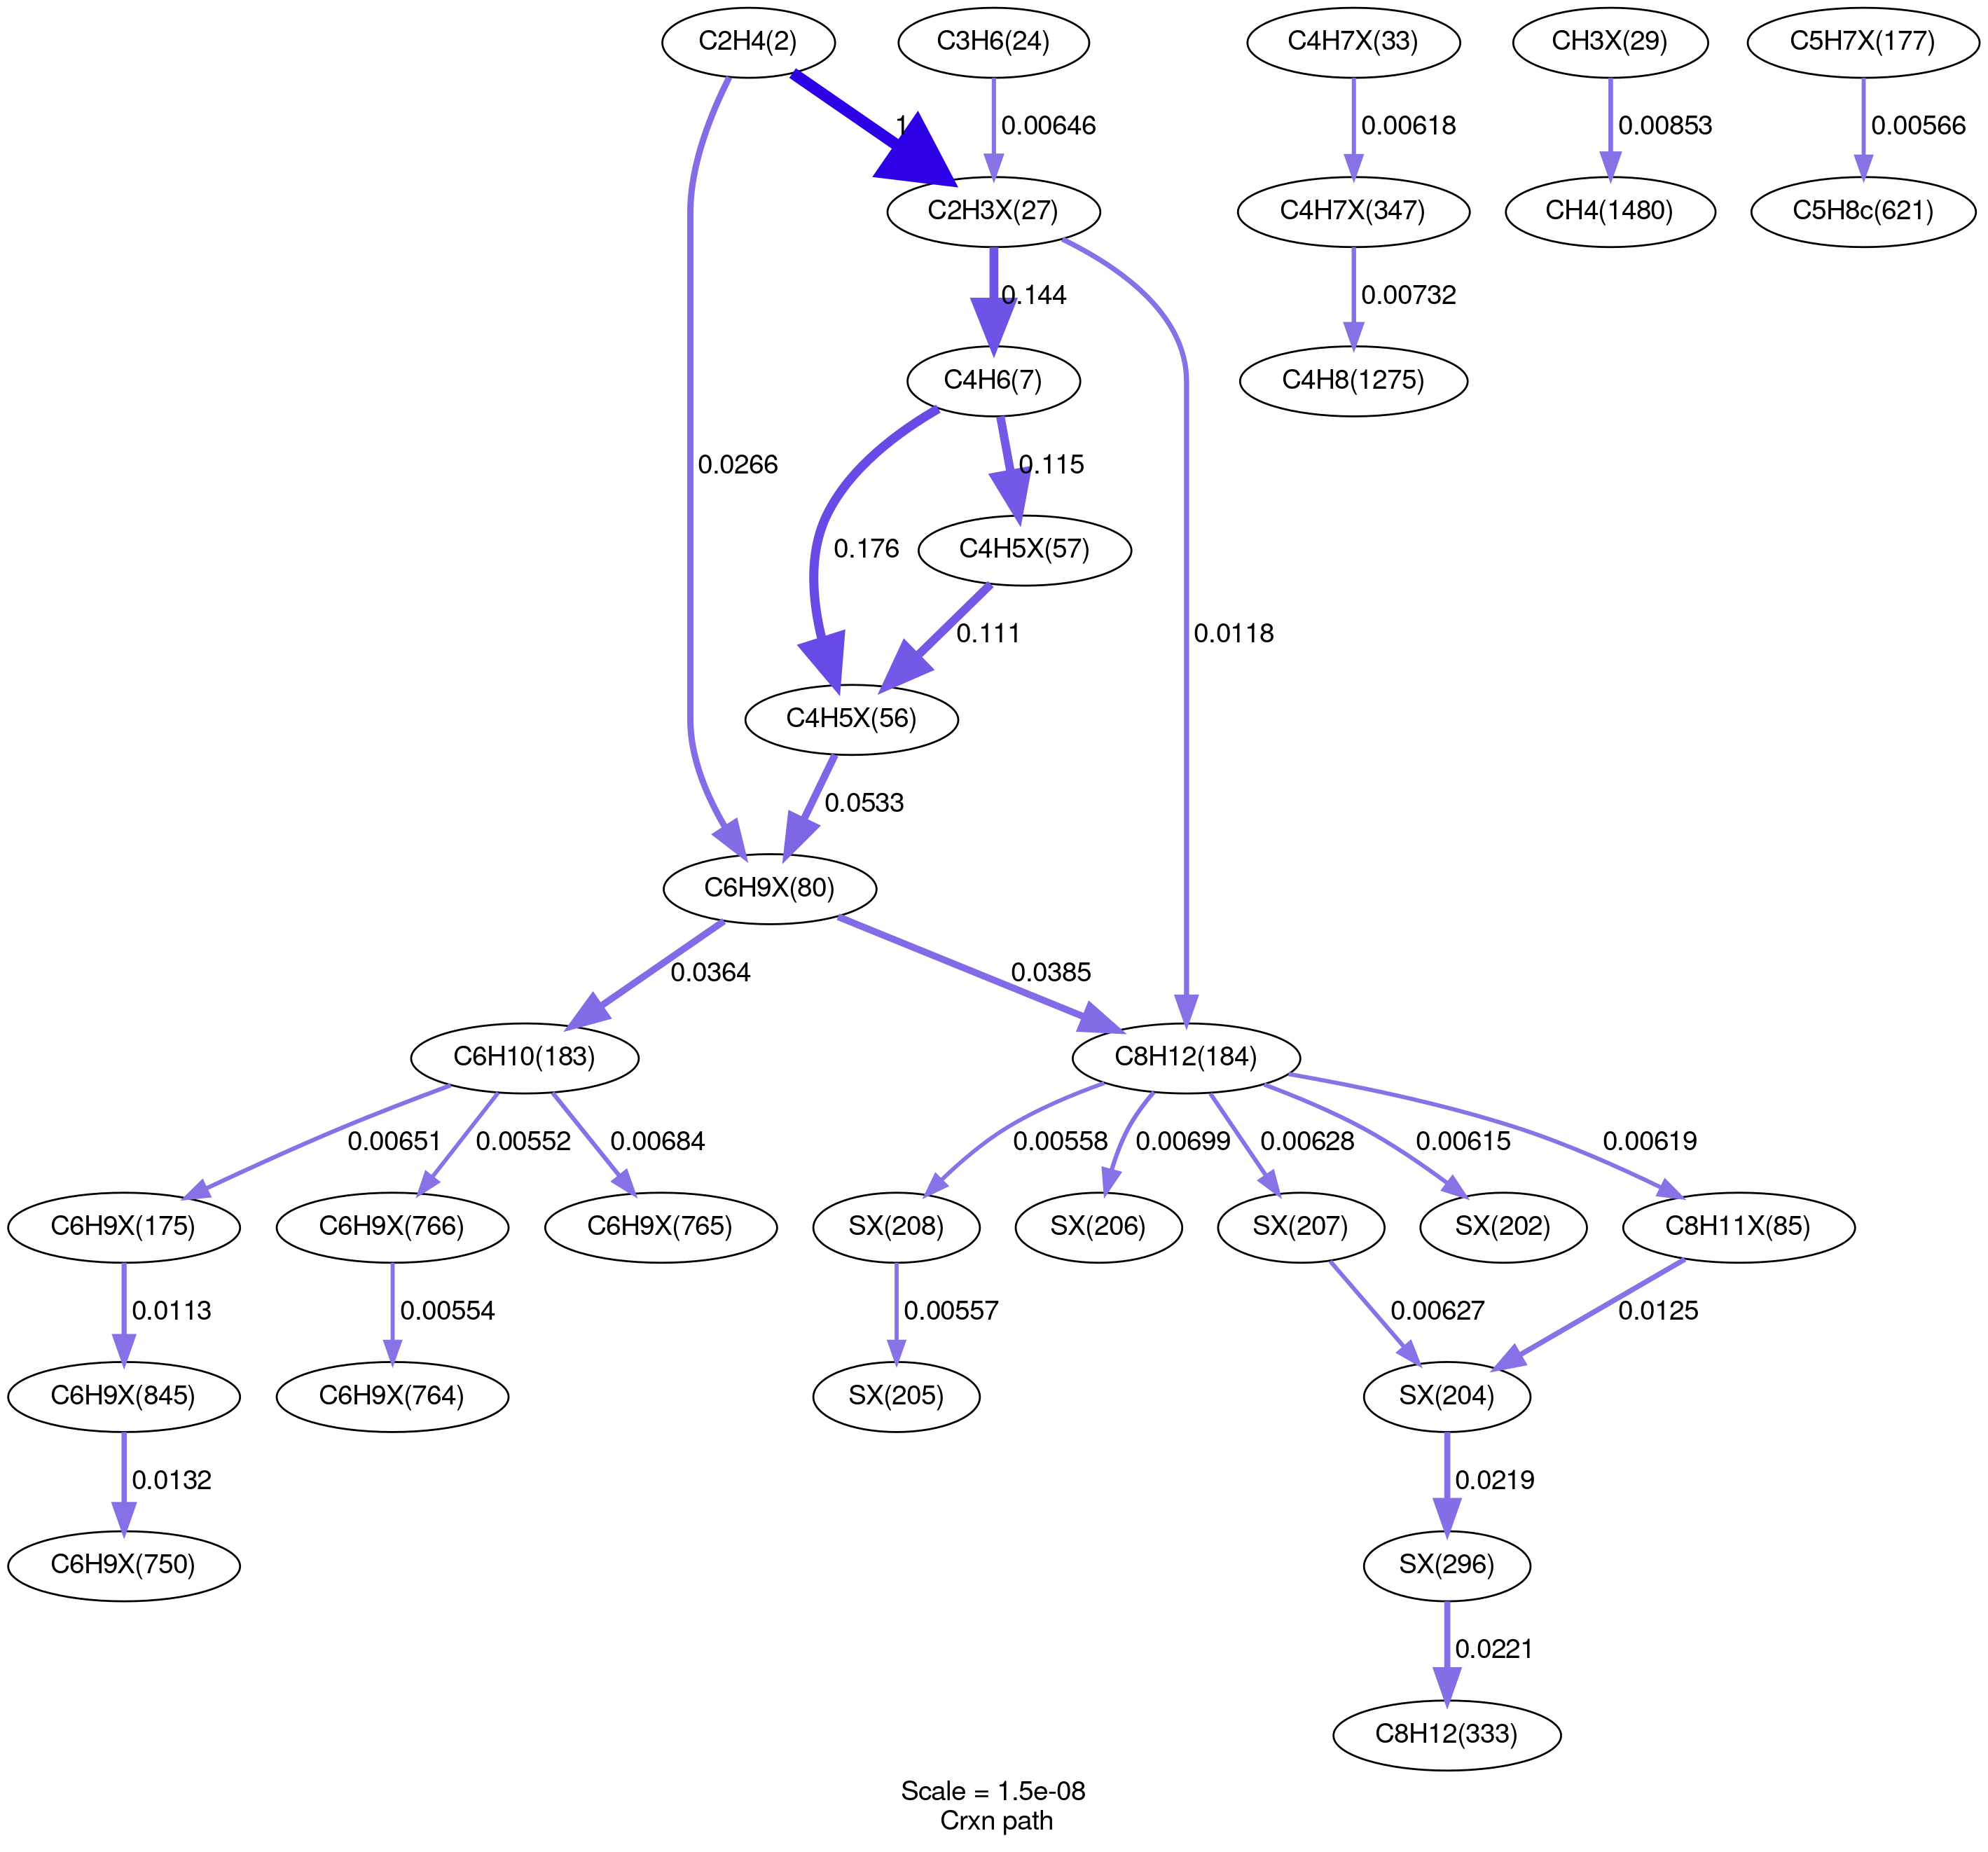 C2H4(2)
C3H6(24)
C4H7X(33)
CH3X(29)
C5H7X(177)
1
0.00646
0.00618
0.00853
0.00566
C2H3X(27)
C4H7X(347)
CH4(1480)
C5H8c(621)
0.144
0.00732
C4H6(7)
C4H8(1275)
0.0266
0.115
0.176
C4H5X(57)
0.111
0.0118
C4H5X(56)
0.0533
C6H9X(80)
0.0364
0.0385
C6H10(183)
C8H12(184)
0.00651
0.00552
0.00684
0.00558
0.00699
0.00628
0.00615
0.00619
C6H9X(175)
C6H9X(766)
C6H9X(765)
SX(208)
SX(206)
SX(207)
SX(202)
C8H11X(85)
0.0113
0.00554
0.00557
0.00627
0.0125
C6H9X(845)
C6H9X(764)
SX(205)
SX(204)
0.0132
0.0219
C6H9X(750)
SX(296)
0.0221
C8H12(333)
Scale = 1.5e-08
Crxn path